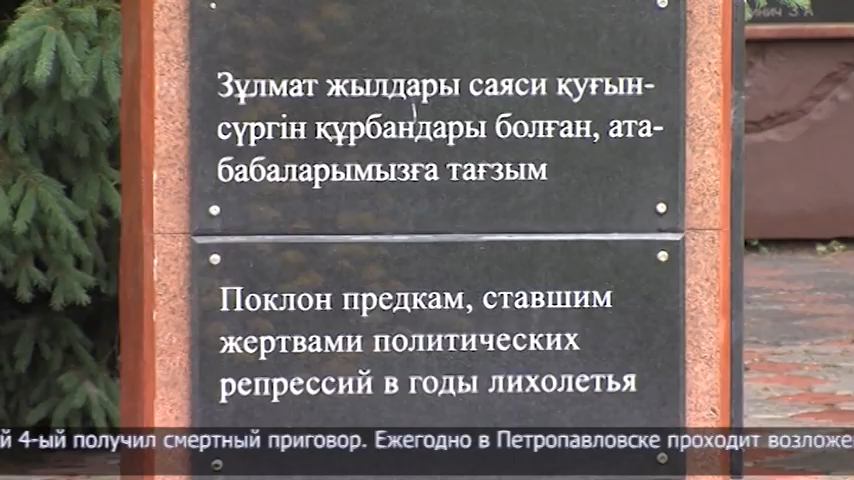 Зұлмат жылдары саяси қуғын-
сүргін құрбандары болған, ата-
бабаларымызға тағзым
Поклон предкам, ставшим
жертвами политических
репрессий в годы лихолетья
й 4-ый получил смертный приговор. Ежегодно в Петропавловске проходит возложе